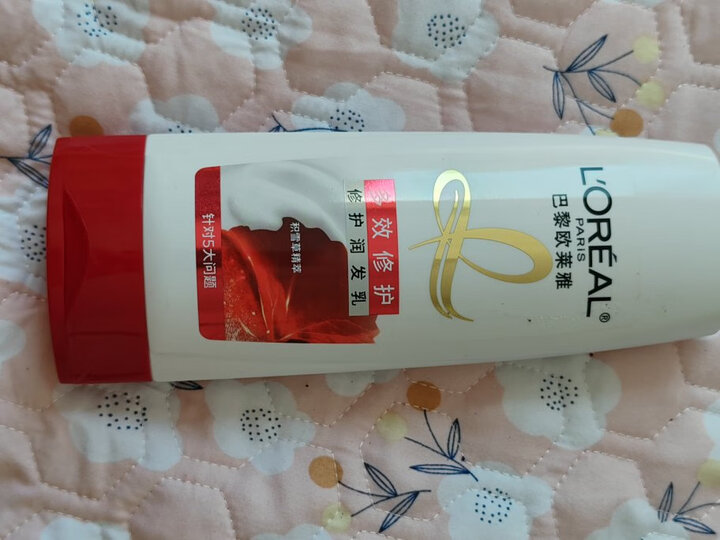 L'ORÉAL®
PARiS
巴黎欧莱雅
多效修护
修护润发乳
积雪草精萃
针对5大问题